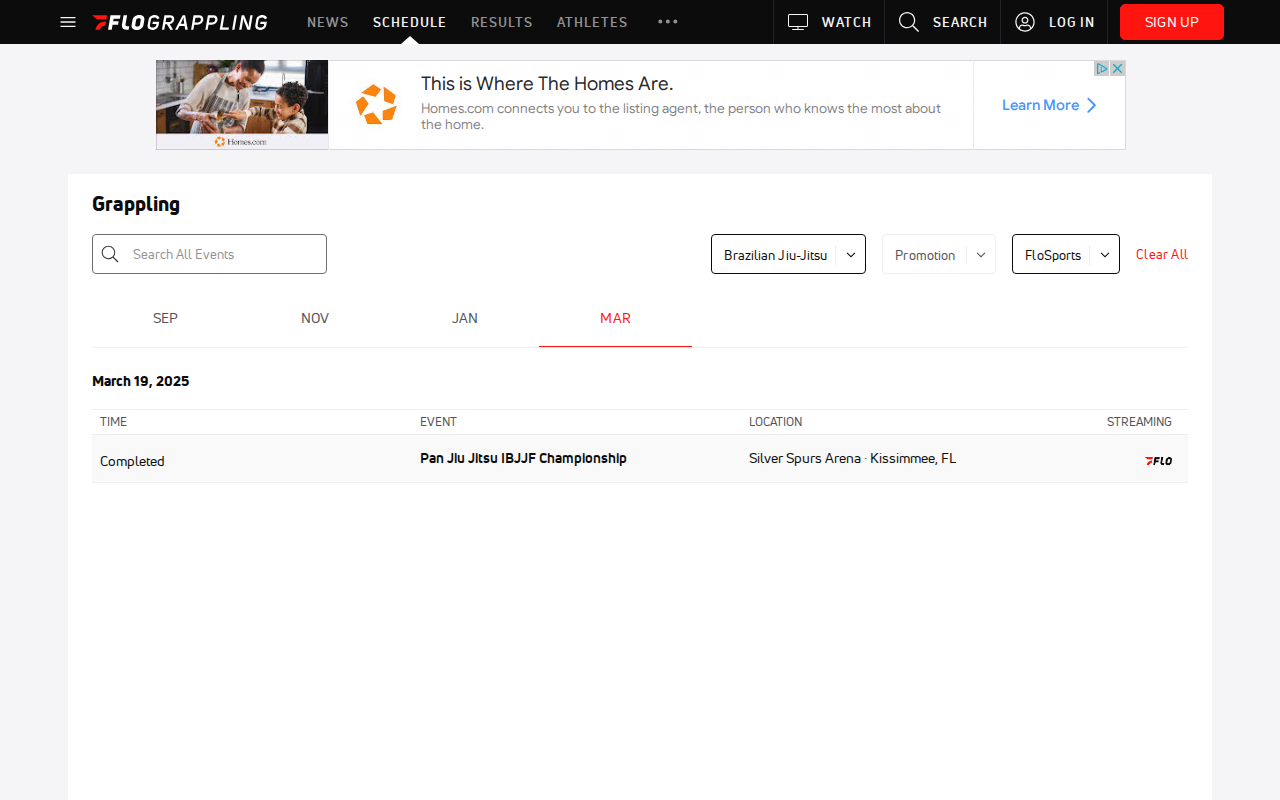 FLOGRAPPLING NEWS SCHEDULE RESULTS ATHLETES ••• WATCH SEARCH LOG IN SIGN UP
This is Where The Homes Are.
Homes.com connects you to the listing agent, the person who knows the most about
the home.
Learn More
Homes.com
Grappling
Search All Events Brazilian Jiu-Jitsu Promotion FloSports Clear All
SEP NOV JAN MAR
March 19, 2025
TIME EVENT LOCATION STREAMING
Completed Pan Jiu Jitsu IBJJF Championship Silver Spurs Arena · Kissimmee, FL FLO